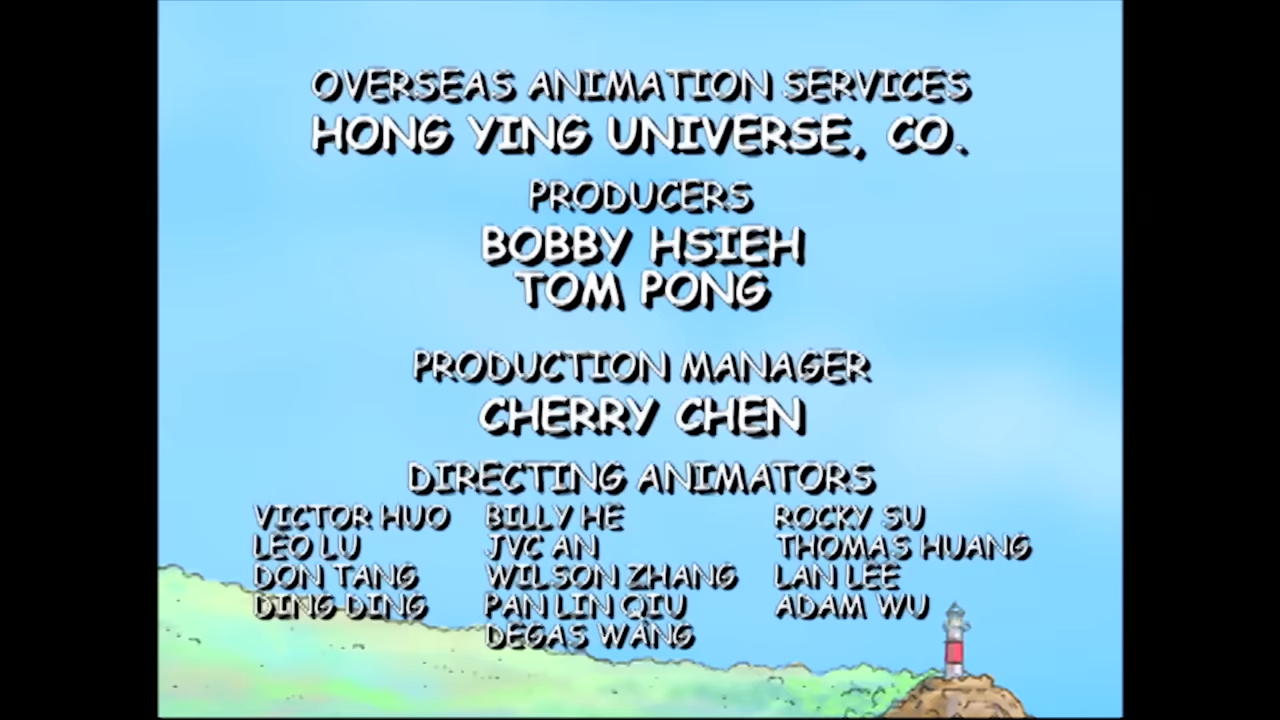 OVERSEAS ANIMATION SERVICES
HONG YING UNIVERSE, CO.
PRODUCERS
BOBBY HSIEH
TOM PONG
PRODUCTION MANAGER
CHERRY CHEN
DIRECTING ANIMATORS
VICTOR HUO BILLY HE ROCKY SU
LEO LU JVC AN THOMAS HUANG
DON TANG WILSON ZHANG LAN LEE
DING DING PAN LIN QIU ADAM WU
DEGAS WANG